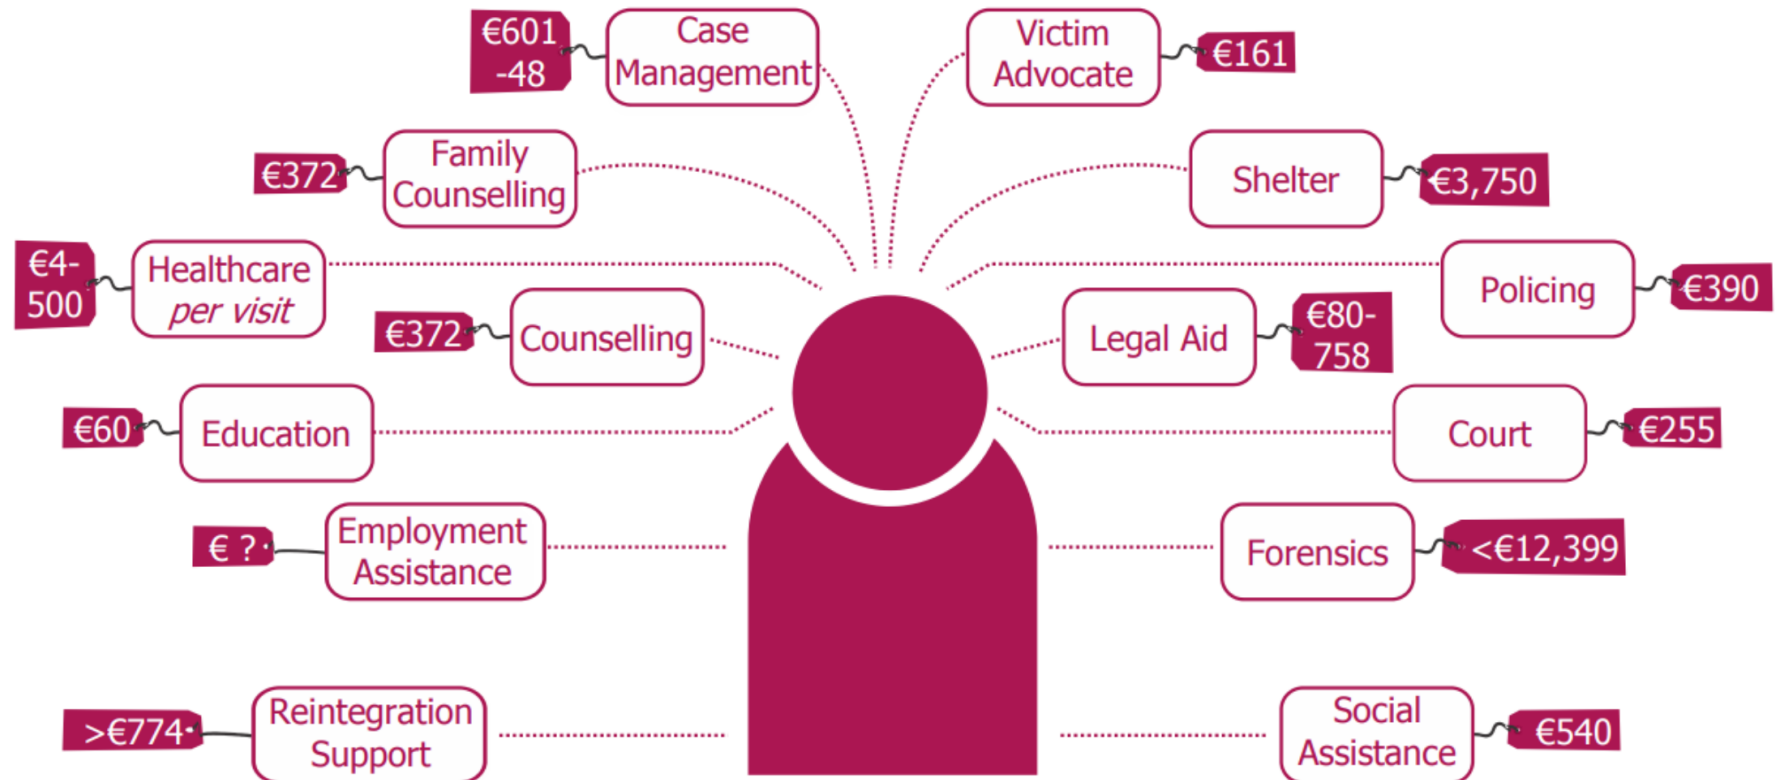 €601
-48
Case
Management
Victim
Advocate
€161
€372
Family
Counselling
Shelter
€3,750
€4-
500
Healthcare
per visit
Policing
€390
€372
Counselling
Legal Aid
€80-
758
€60
Education
Court
€255
€ ?
Employment
Assistance
Forensics
<€12,399
>€774
Reintegration
Support
Social
Assistance
€540